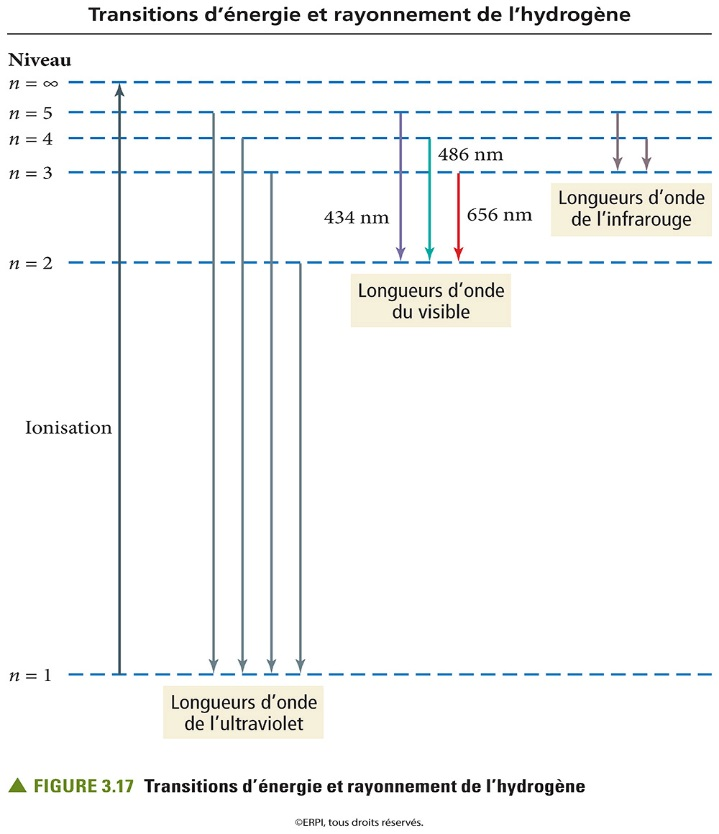 Transitions d'énergie et rayonnement de l'hydrogène
Niveau
n = ∞
n = 5
n = 4
486 nm
n = 3
Longueurs d'onde
de l'infrarouge
434 nm
656 nm
n = 2
Longueurs d'onde
du visible
Ionisation
n = 1
Longueurs d'onde
de l'ultraviolet
▲ FIGURE 3.17 Transitions d'énergie et rayonnement de l'hydrogène
©ERPI, tous droits réservés.